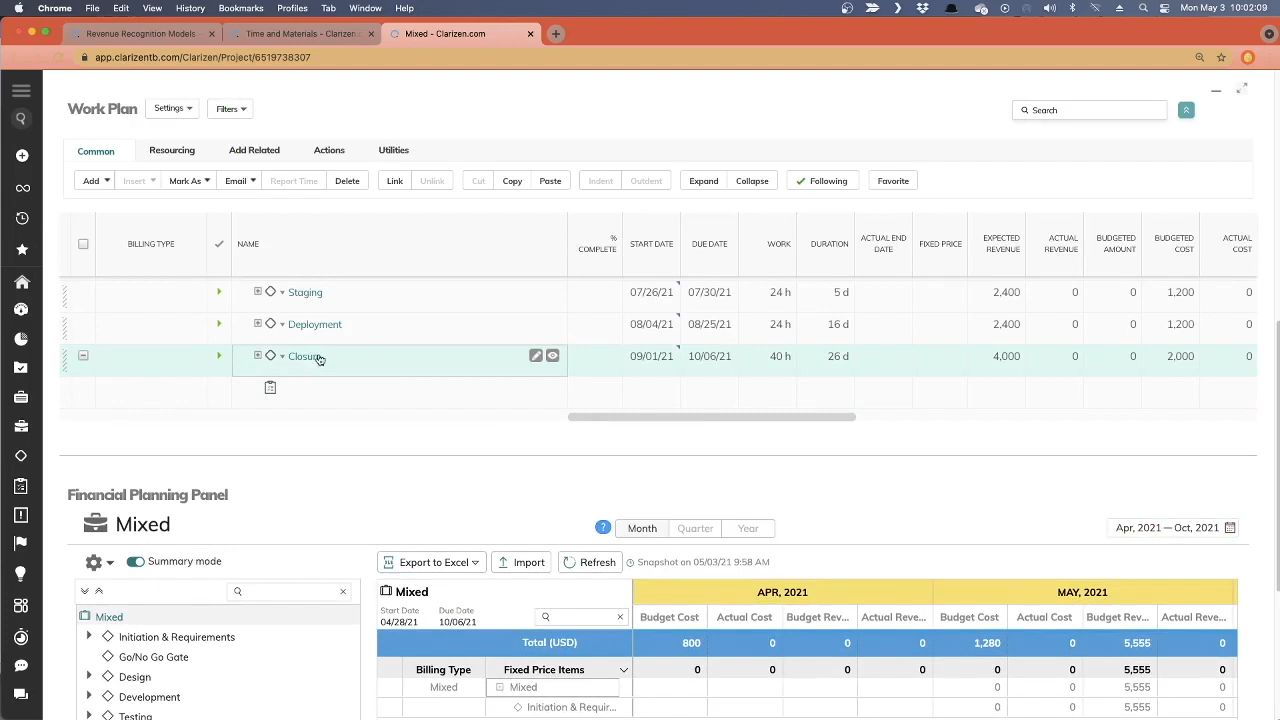 Chrome File Edit View History Bookmarks Profiles Tab Window Help Mon May 3 10:02:09
Revenue Recognition Models Time and Materials - Clarizen Mixed - Clarizen.com
app.clarizentb.com/Clarizen/Project/6519738307
Work Plan Settings Filters Search
Common Resourcing Add Related Actions Utilities
Add Insert Mark As Email Report Time Delete Link Unlink Cut Copy Paste Indent Outdent Expand Collapse Following Favorite
BILLING TYPE NAME % COMPLETE START DATE DUE DATE WORK DURATION ACTUAL END DATE FIXED PRICE EXPECTED REVENUE ACTUAL REVENUE BUDGETED AMOUNT BUDGETED COST ACTUAL COST
Staging 07/26/21 07/30/21 24 h 5 d 2,400 0 0 1,200 0
Deployment 08/04/21 08/25/21 24 h 16 d 2,400 0 0 1,200 0
Closure 09/01/21 10/06/21 40 h 26 d 4,000 0 0 2,000 0
Financial Planning Panel
Mixed ? Month Quarter Year Apr, 2021 — Oct, 2021
Summary mode Export to Excel Import Refresh Snapshot on 05/03/21 9:58 AM
Mixed APR, 2021 MAY, 2021
Start Date Due Date Budget Cost Actual Cost Budget Rev... Actual Reve... Budget Cost Actual Cost Budget Rev... Actual Reve...
04/28/21 10/06/21
Mixed
Initiation & Requirements
Go/No Go Gate
Design
Development
Testing
Total (USD) 800 0 0 0 1,280 0 5,555 0
Billing Type Fixed Price Items 0 0 0 0 0 0 5,555 0
Mixed Mixed 0 0 5,555 0
Initiation & Requir... 0 0 5,555 0